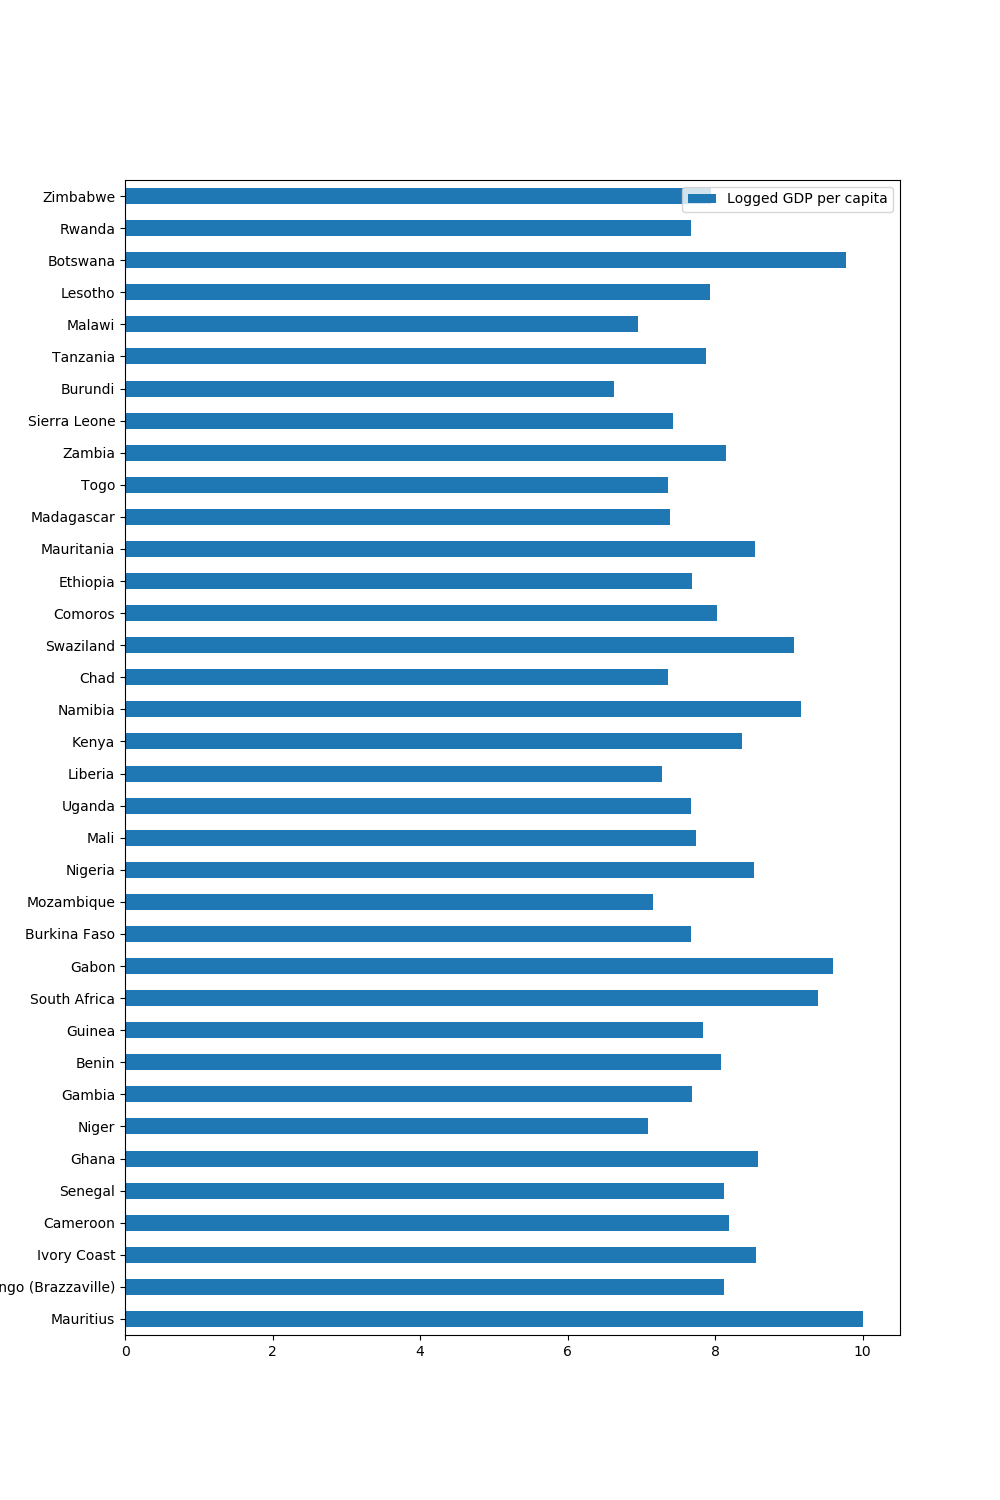 Zimbabwe
Logged GDP per capita
Rwanda
Botswana
Lesotho
Malawi
Tanzania
Burundi
Sierra Leone
Zambia
Togo
Madagascar
Mauritania
Ethiopia
Comoros
Swaziland
Chad
Namibia
Kenya
Liberia
Uganda
Mali
Nigeria
Mozambique
Burkina Faso
Gabon
South Africa
Guinea
Benin
Gambia
Niger
Ghana
Senegal
Cameroon
Ivory Coast
ngo (Brazzaville)
Mauritius
0 2 4 6 8 10